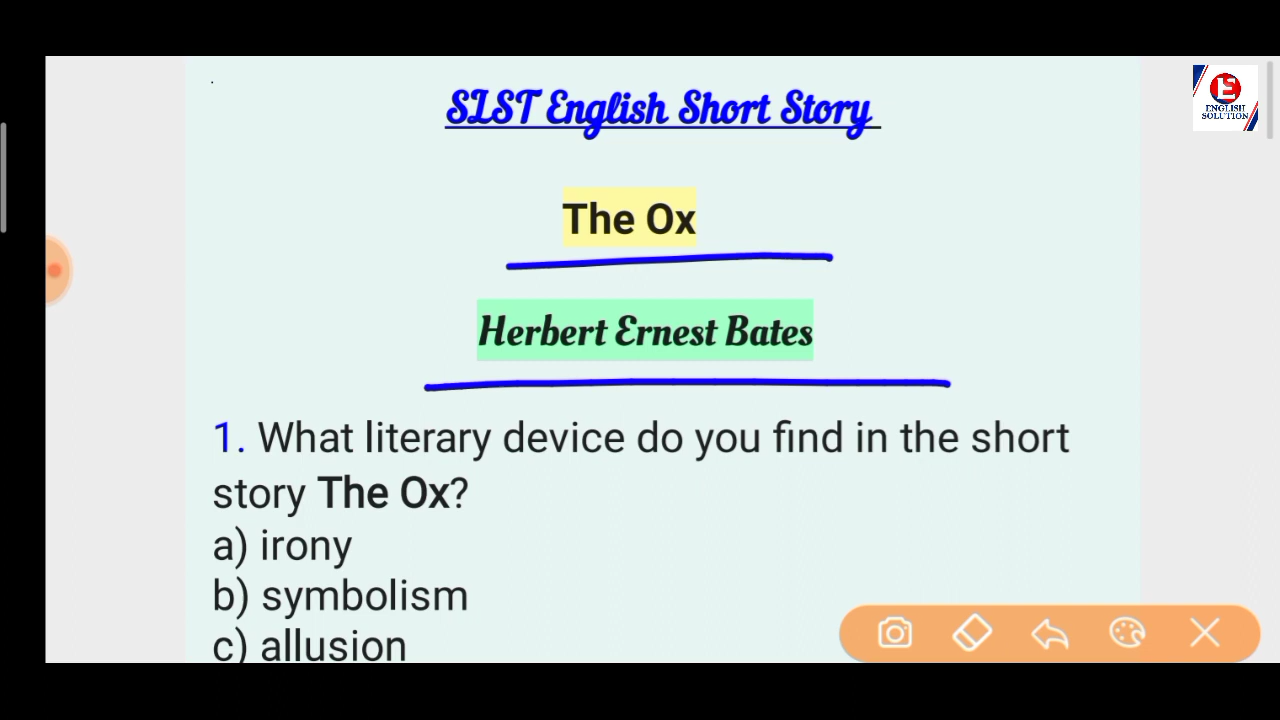 SLST English Short Story
ENGLISH
SOLUTION
The Ox
Herbert Ernest Bates
1. What literary device do you find in the short
story The Ox?
a) irony
b) symbolism
c) allusion